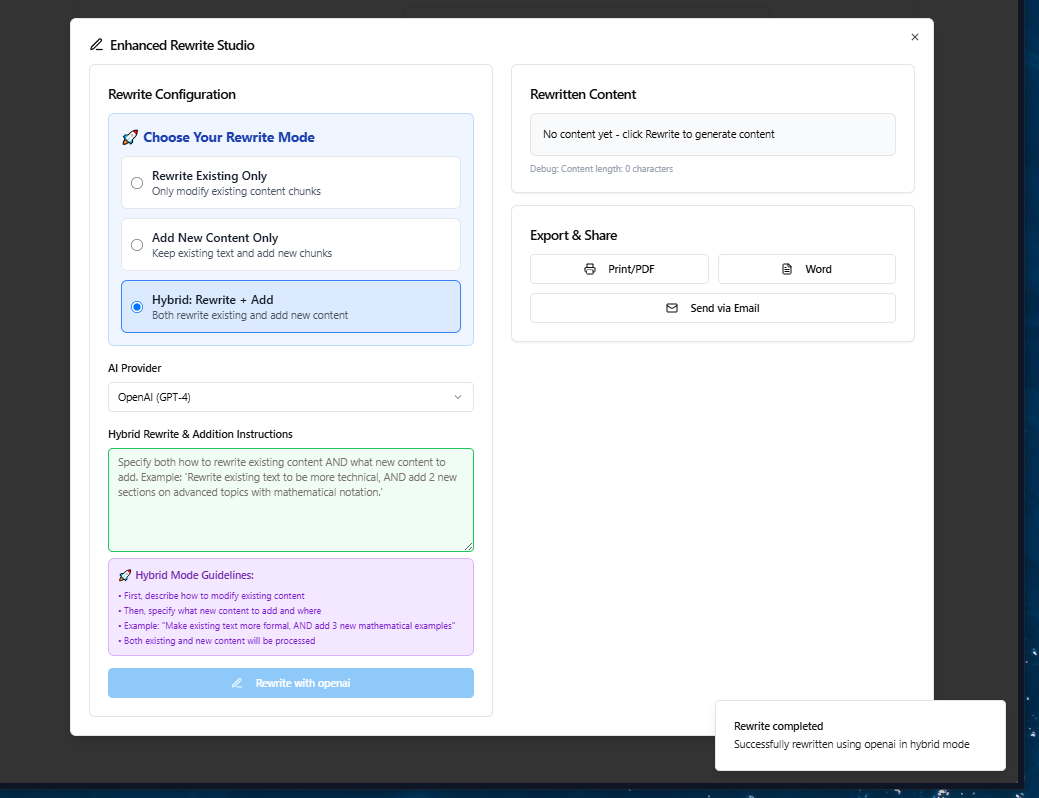 Enhanced Rewrite Studio
Rewrite Configuration
🚀 Choose Your Rewrite Mode
Rewrite Existing Only
Only modify existing content chunks
Add New Content Only
Keep existing text and add new chunks
Hybrid: Rewrite + Add
Both rewrite existing and add new content
AI Provider
OpenAI (GPT-4)
Hybrid Rewrite & Addition Instructions
Specify both how to rewrite existing content AND what new content to
add. Example: 'Rewrite existing text to be more technical, AND add 2 new
sections on advanced topics with mathematical notation.'
🚀 Hybrid Mode Guidelines:
• First, describe how to modify existing content
• Then, specify what new content to add and where
• Example: "Make existing text more formal, AND add 3 new mathematical examples"
• Both existing and new content will be processed
Rewrite with openai
Rewritten Content
No content yet - click Rewrite to generate content
Debug: Content length: 0 characters
Export & Share
Print/PDF
Word
Send via Email
Rewrite completed
Successfully rewritten using openai in hybrid mode